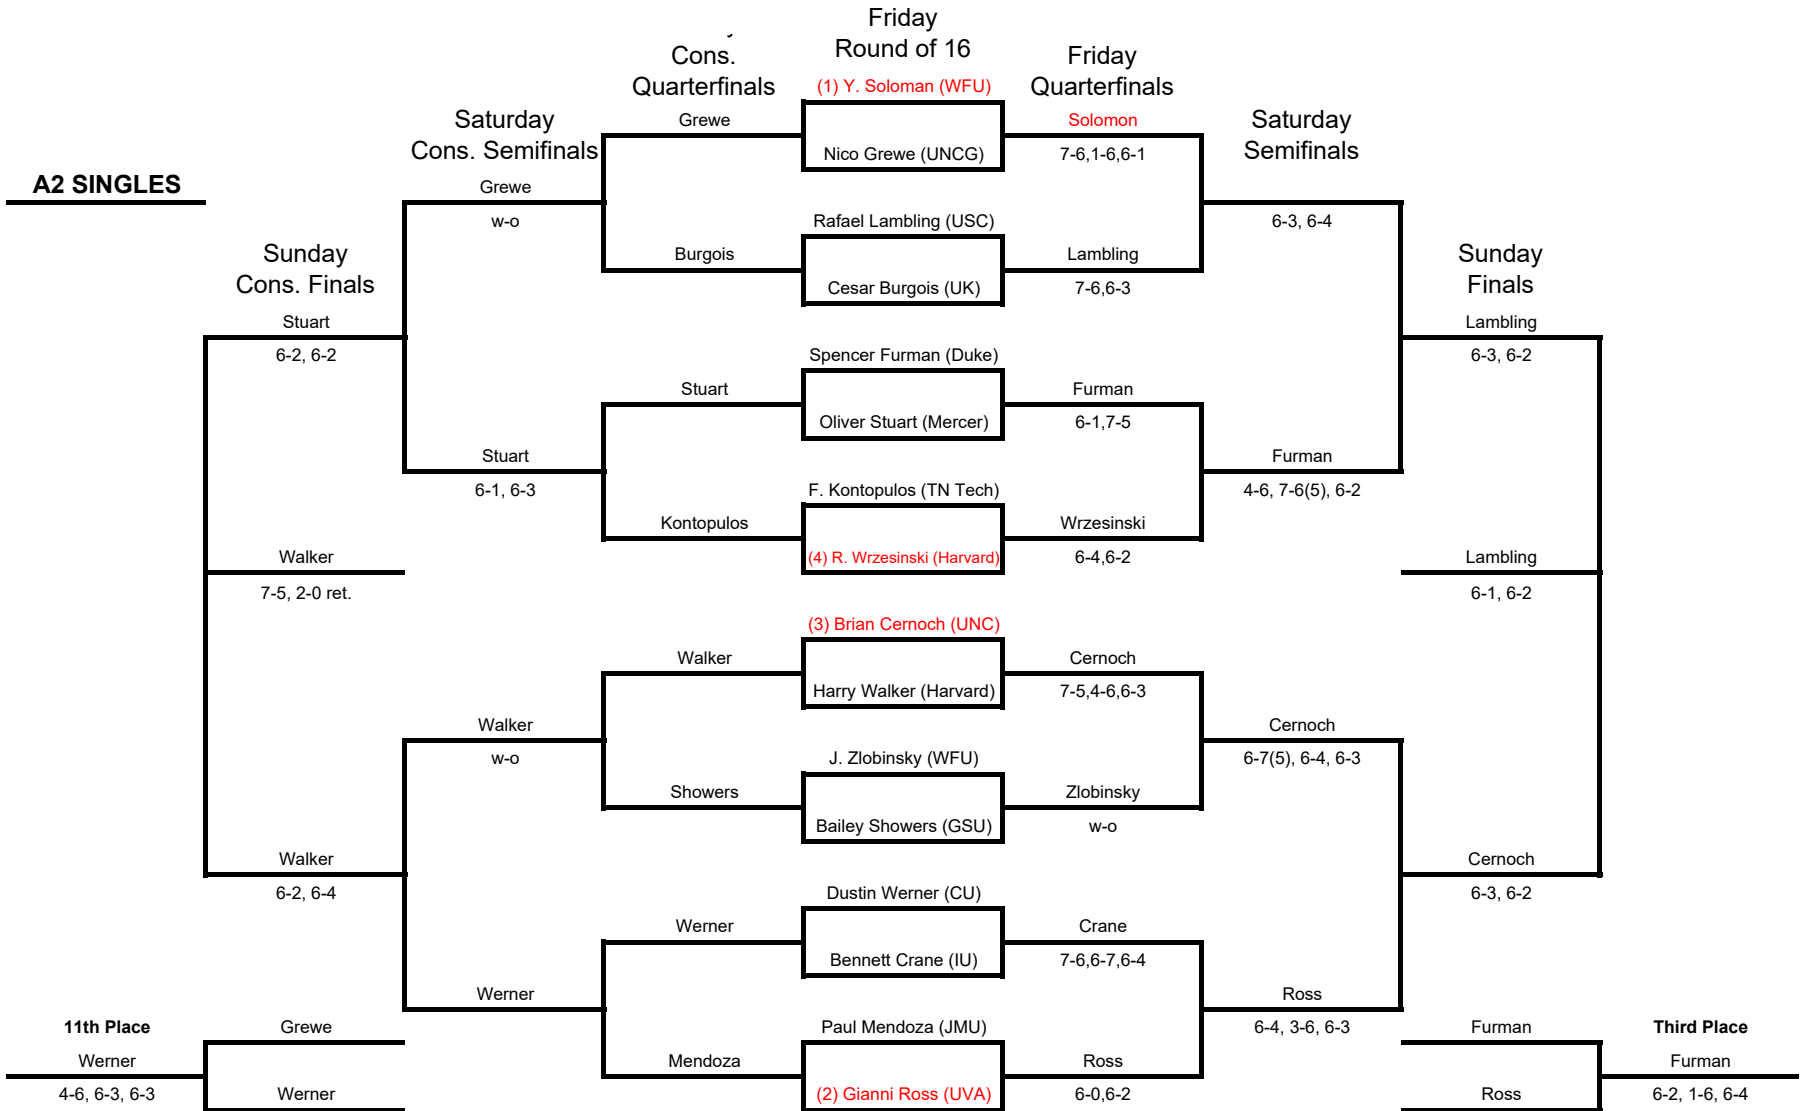 Friday
Round of 16
Cons.
Quarterfinals
Friday
Quarterfinals
(1) Y. Soloman (WFU)
Saturday
Cons. Semifinals
Grewe
Solomon
Saturday
Semifinals
Nico Grewe (UNCG)
7-6,1-6,6-1
A2 SINGLES
Grewe
w-o
Rafael Lambling (USC)
6-3, 6-4
Sunday
Cons. Finals
Burgois
Lambling
Sunday
Finals
Cesar Burgois (UK)
7-6,6-3
Stuart
Lambling
6-2, 6-2
Spencer Furman (Duke)
6-3, 6-2
Stuart
Furman
Oliver Stuart (Mercer)
6-1,7-5
Stuart
Furman
6-1, 6-3
F. Kontopulos (TN Tech)
4-6, 7-6(5), 6-2
Kontopulos
Wrzesinski
Walker
(4) R. Wrzesinski (Harvard)
6-4,6-2
Lambling
7-5, 2-0 ret.
6-1, 6-2
(3) Brian Cernoch (UNC)
Walker
Cernoch
Harry Walker (Harvard)
7-5,4-6,6-3
Walker
Cernoch
w-o
J. Zlobinsky (WFU)
6-7(5), 6-4, 6-3
Showers
Zlobinsky
Bailey Showers (GSU)
w-o
Walker
Cernoch
6-2, 6-4
Dustin Werner (CU)
6-3, 6-2
Werner
Crane
Bennett Crane (IU)
7-6,6-7,6-4
Werner
Ross
11th Place
Grewe
Paul Mendoza (JMU)
6-4, 3-6, 6-3
Furman
Third Place
Werner
Mendoza
Ross
Furman
4-6, 6-3, 6-3
Werner
(2) Gianni Ross (UVA)
6-0,6-2
Ross
6-2, 1-6, 6-4